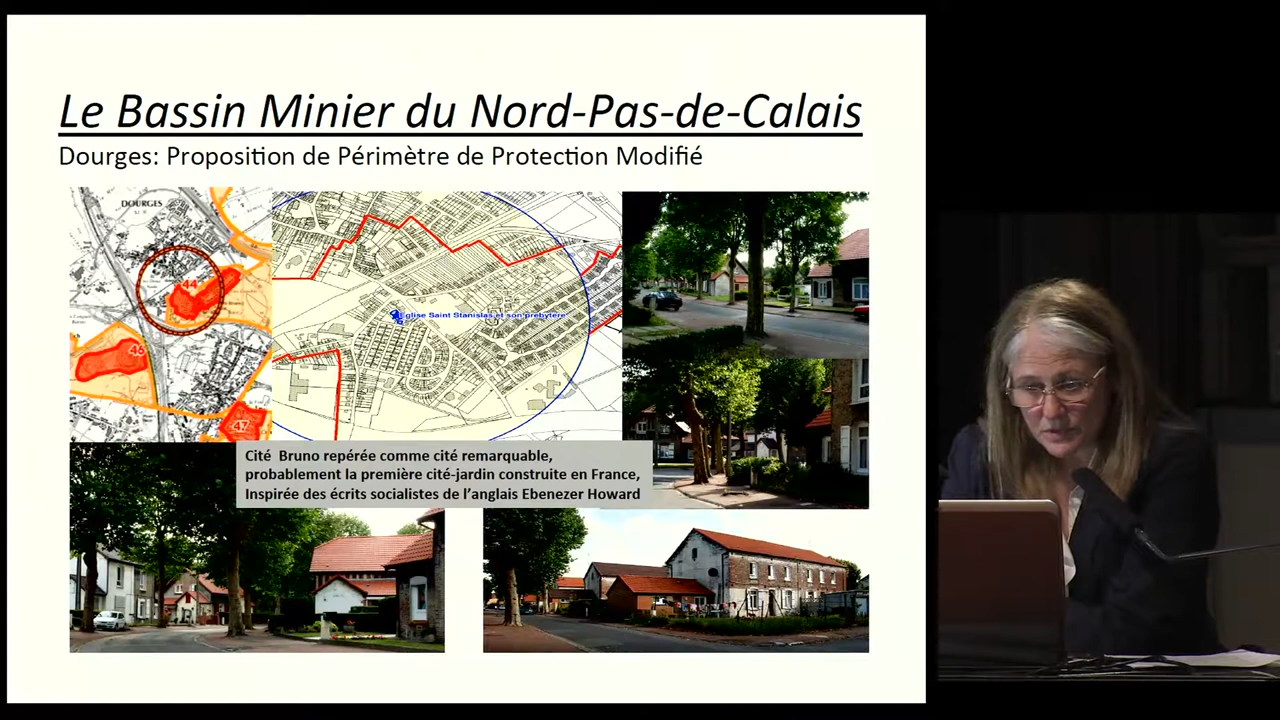 Le Bassin Minier du Nord-Pas-de-Calais
Dourges: Proposition de Périmètre de Protection Modifié
DOURGES
44
46
47
Eglise Saint Stanislas et son presbytère
Cité Bruno repérée comme cité remarquable,
probablement la première cité-jardin construite en France,
Inspirée des écrits socialistes de l'anglais Ebenezer Howard